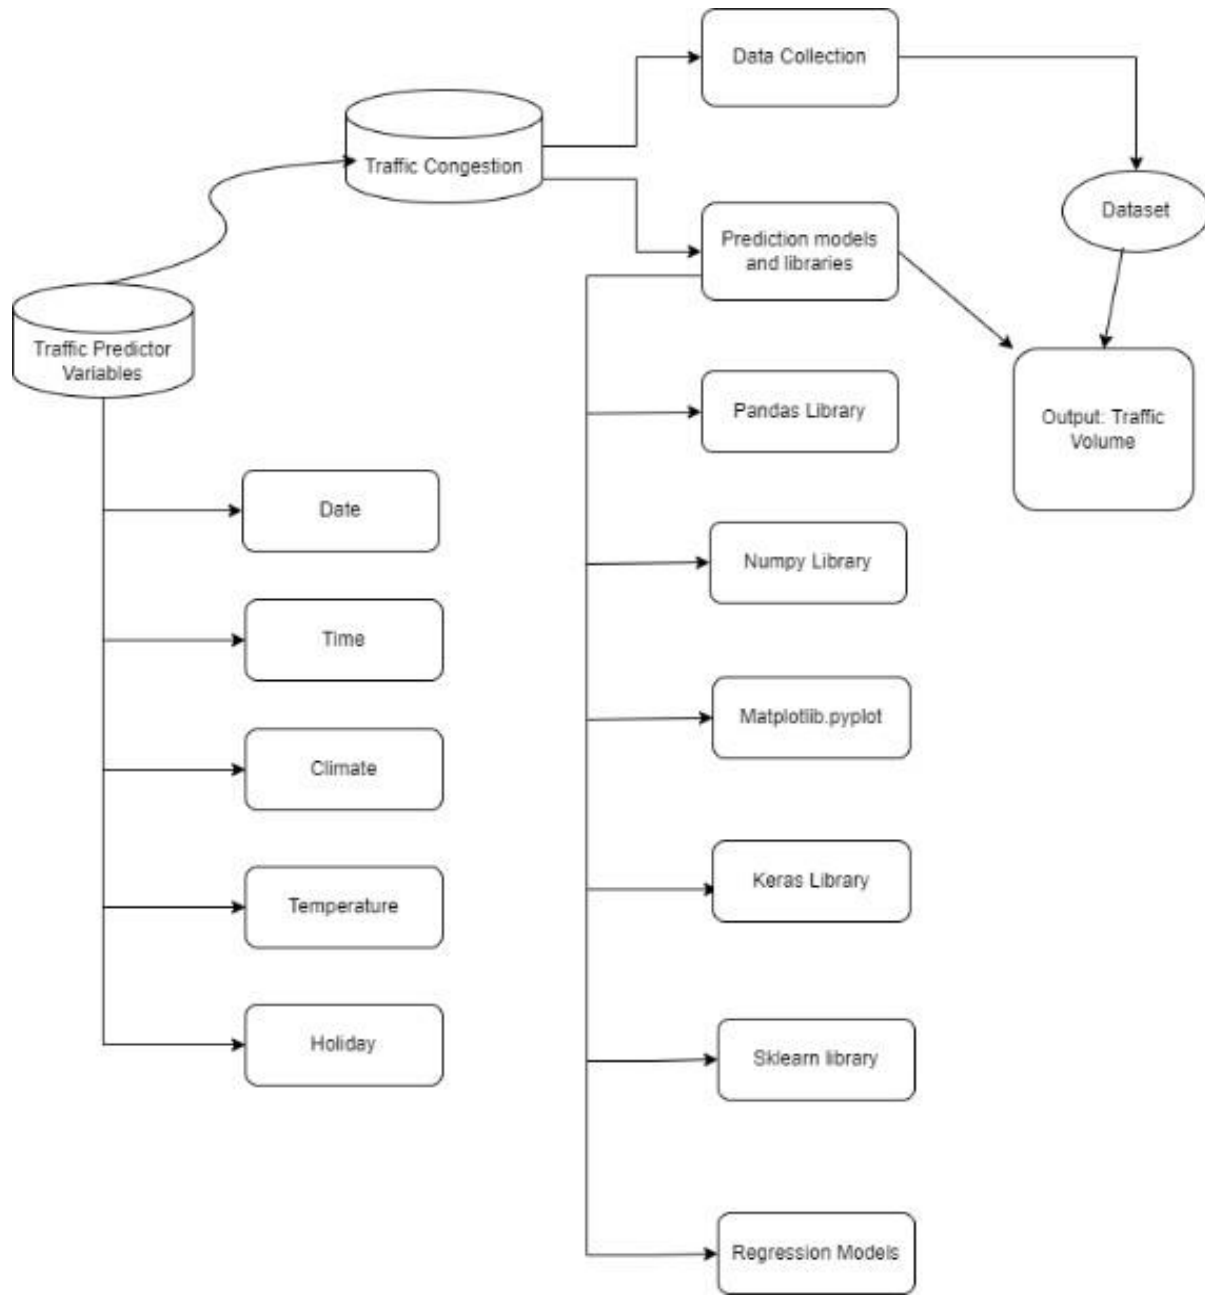 Data Collection
Traffic Congestion
Dataset
Prediction models
and libraries
Traffic Predictor
Variables
Pandas Library
Output: Traffic
Volume
Date
Numpy Library
Time
Matplotlib.pyplot
Climate
Keras Library
Temperature
Holiday
Sklearn library
Regression Models